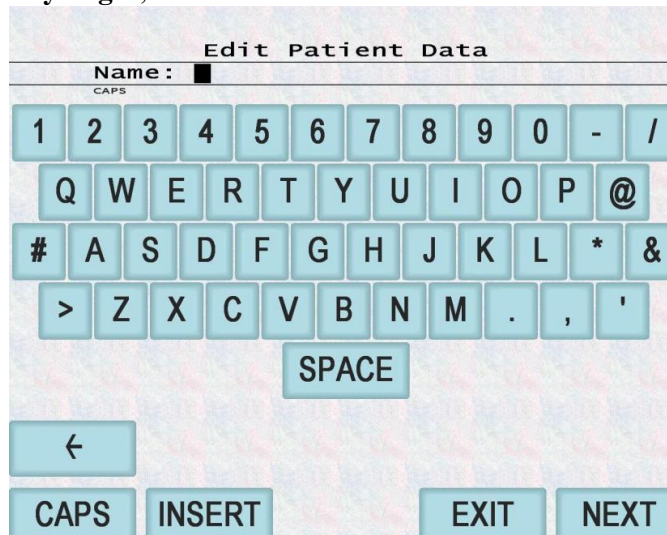 Edit Patient Data
Name:
CAPS
1 2 3 4 5 6 7 8 9 0 - /
Q W E R T Y U I O P @
# A S D F G H J K L * &
> Z X C V B N M . , '
SPACE
←
CAPS INSERT EXIT NEXT